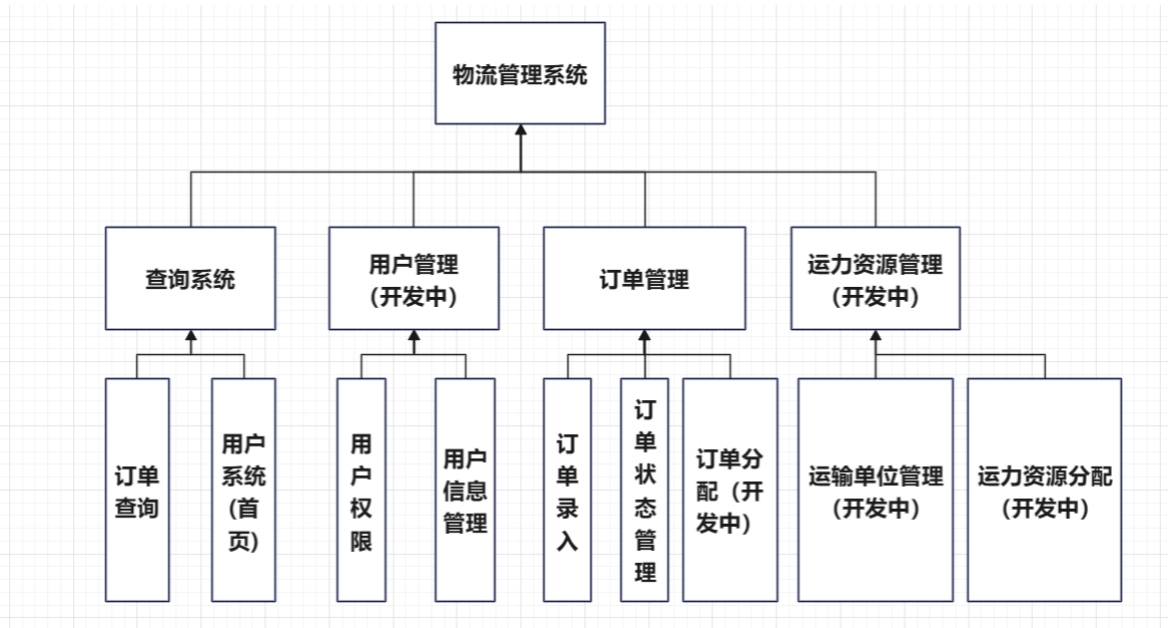 物流管理系统
查询系统
用户管理
（开发中）
订单管理
运力资源管理
（开发中）
订单
查询
用户
系统
(首
页)
用
户
权
限
用户
信息
管理
订
单
录
入
订
单
状
态
管
理
订单分
配（开
发中）
运输单位管理
（开发中）
运力资源分配
（开发中）